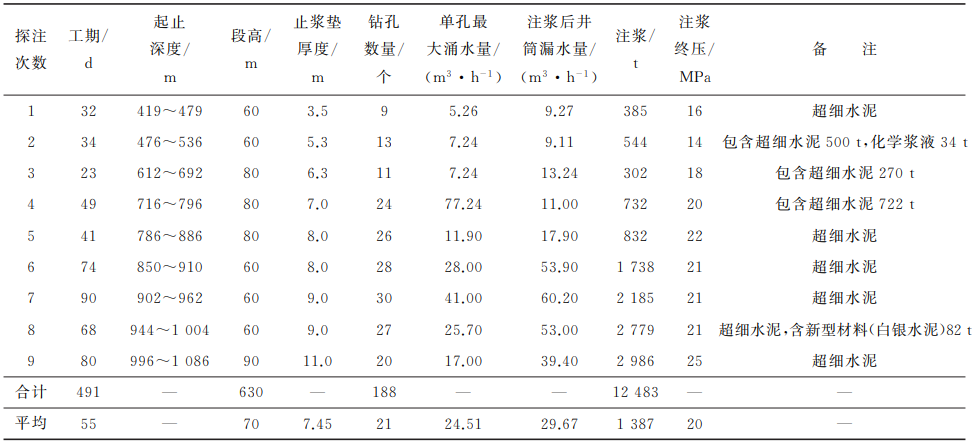 探注次数 工期/d 起止深度/m 段高/m 止浆垫厚度/m 钻孔数量/个 单孔最大涌水量/(m³·h⁻¹) 注浆后井筒漏水量/(m³·h⁻¹) 注浆/t 注浆终压/MPa 备 注
1 32 419～479 60 3.5 9 5.26 9.27 385 16 超细水泥
2 34 476～536 60 5.3 13 7.24 9.11 544 14 包含超细水泥500 t,化学浆液34 t
3 23 612～692 80 6.3 11 7.24 13.24 302 18 包含超细水泥270 t
4 49 716～796 80 7.0 24 77.24 11.00 732 20 包含超细水泥722 t
5 41 786～886 80 8.0 26 11.90 17.90 832 22 超细水泥
6 74 850～910 60 8.0 28 28.00 53.90 1 738 21 超细水泥
7 90 902～962 60 9.0 30 41.00 60.20 2 185 21 超细水泥
8 68 944～1 004 60 9.0 27 25.70 53.00 2 779 21 超细水泥,含新型材料(白银水泥)82 t
9 80 996～1 086 90 11.0 20 17.00 39.40 2 986 25 超细水泥
合计 491 — 630 — 188 — — 12 483 — —
平均 55 — 70 7.45 21 24.51 29.67 1 387 20 —